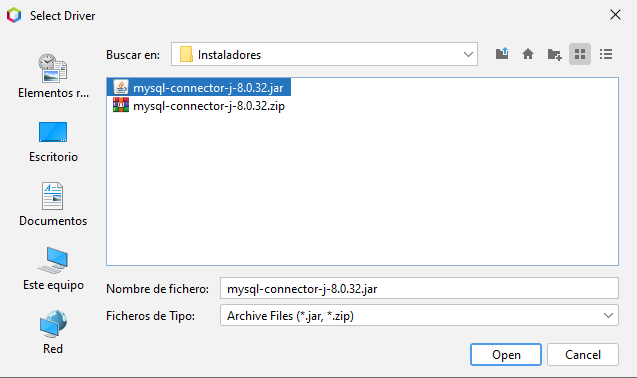 Select Driver
Buscar en:
Instaladores
Elementos r...
Escritorio
Documentos
Este equipo
Red
mysql-connector-j-8.0.32.jar
mysql-connector-j-8.0.32.zip
Nombre de fichero:
mysql-connector-j-8.0.32.jar
Ficheros de Tipo:
Archive Files (*.jar, *.zip)
Open
Cancel